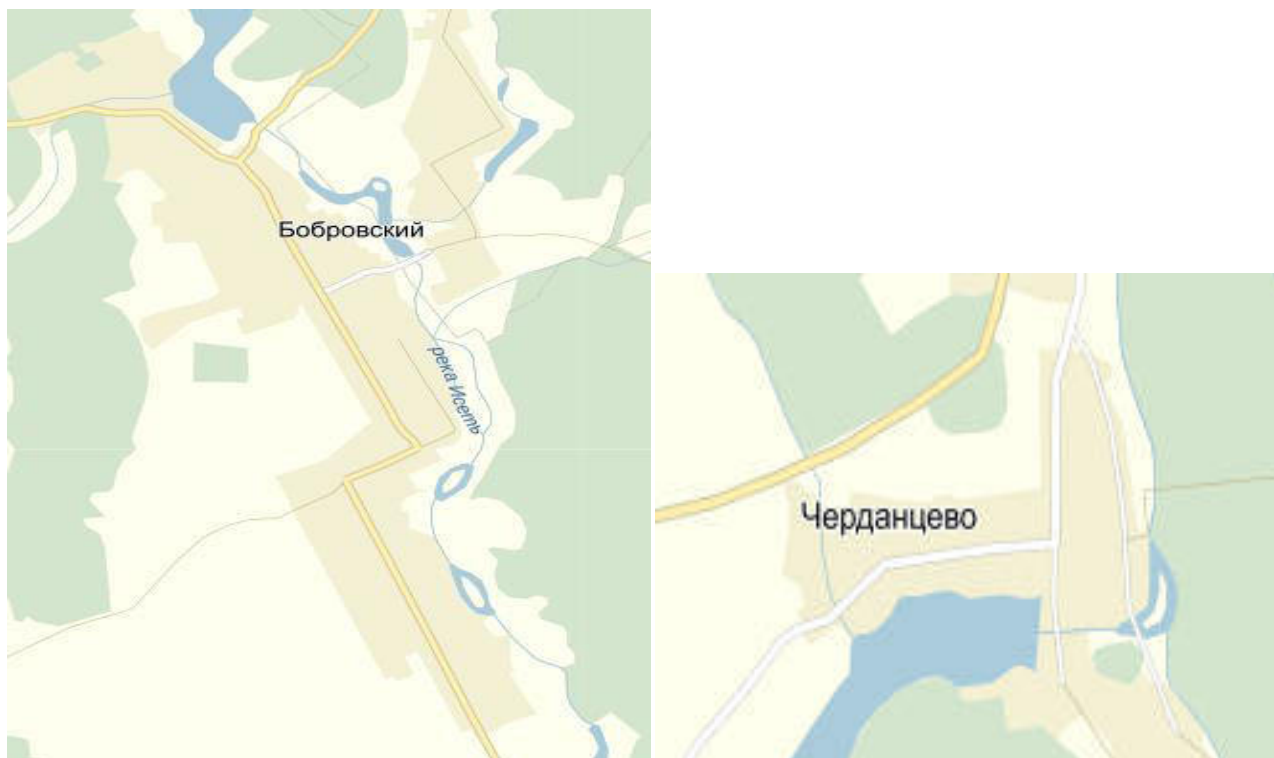 Бобровский
река Исеть
Черданцево